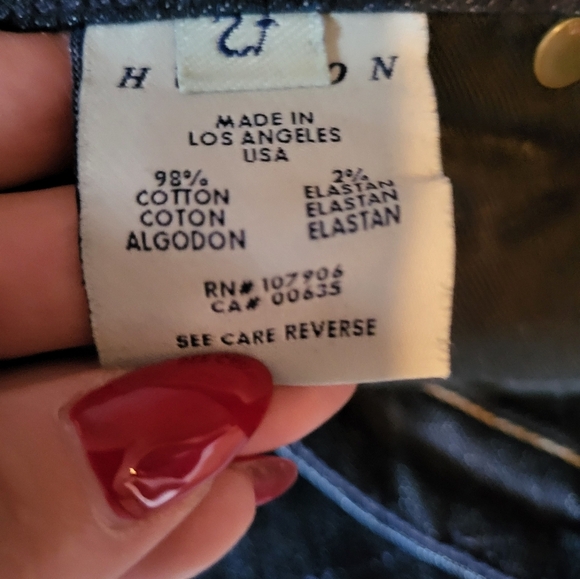 H ON
MADE IN
LOS ANGELES
USA
98%
COTTON
COTON
ALGODON
2%
ELASTAN
ELASTAN
ELASTAN
RN# 107906
CA# 00635
SEE CARE REVERSE